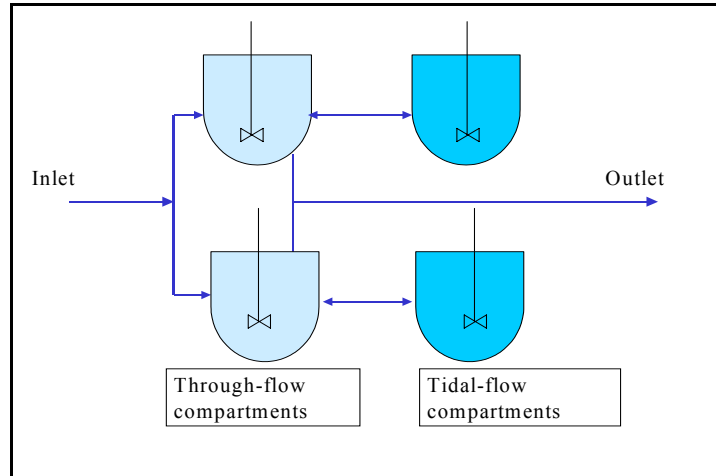 Inlet
Outlet
Through-flow
compartments
Tidal-flow
compartments